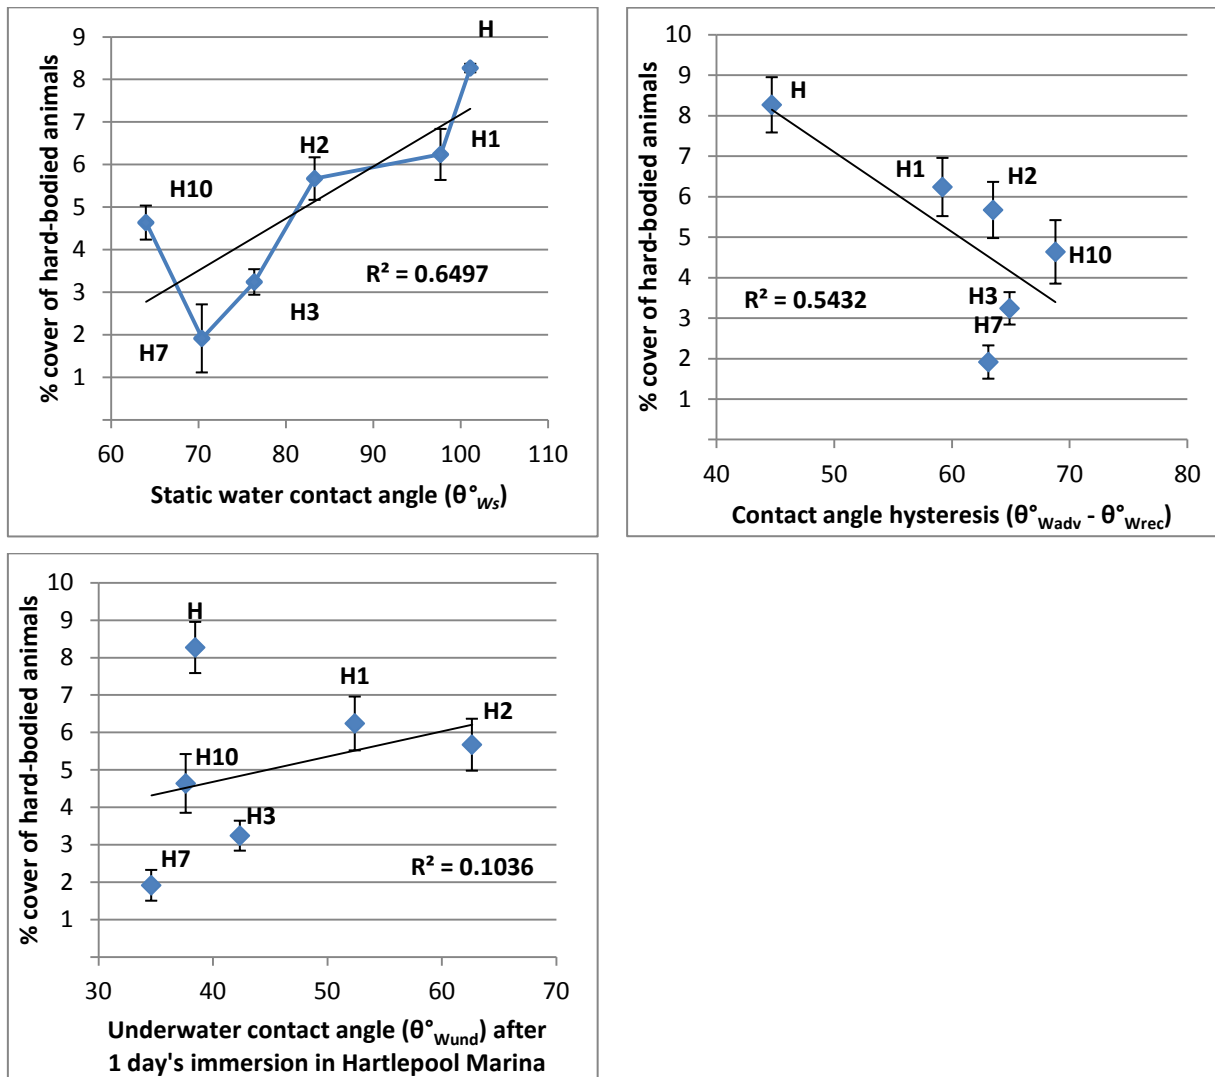 % cover of hard-bodied animals
9
8
7
6
5
4
3
2
1
H
H1
H2
H10
R² = 0.6497
H3
H7
60 70 80 90 100 110
Static water contact angle (θ°Ws)
% cover of hard-bodied animals
10
9
8
7
6
5
4
3
2
1
H
H1
H2
H10
H3
R² = 0.5432
H7
40 50 60 70 80
Contact angle hysteresis (θ°Wadv - θ°Wrec)
% cover of hard-bodied animals
10
9
8
7
6
5
4
3
2
1
H
H1
H2
H10
H3
H7
R² = 0.1036
30 40 50 60 70
Underwater contact angle (θ°Wund) after
1 day's immersion in Hartlepool Marina